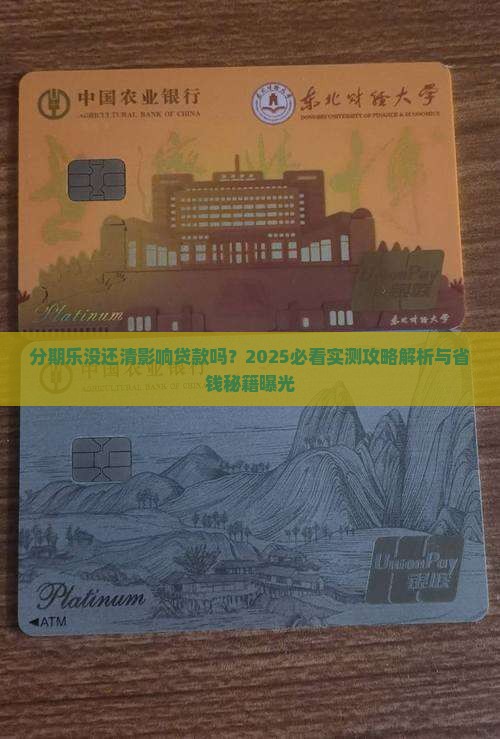 中国农业银行
AGRICULTURAL BANK OF CHINA
东北财经大学
DONGBEI UNIVERSITY OF FINANCE & ECONOMICS
UnionPay
银联
Platinum
东北财经大学
分期乐没还清影响贷款吗？2025必看实测攻略解析与省
钱秘籍曝光
UnionPay
银联
Platinum
◀ATM